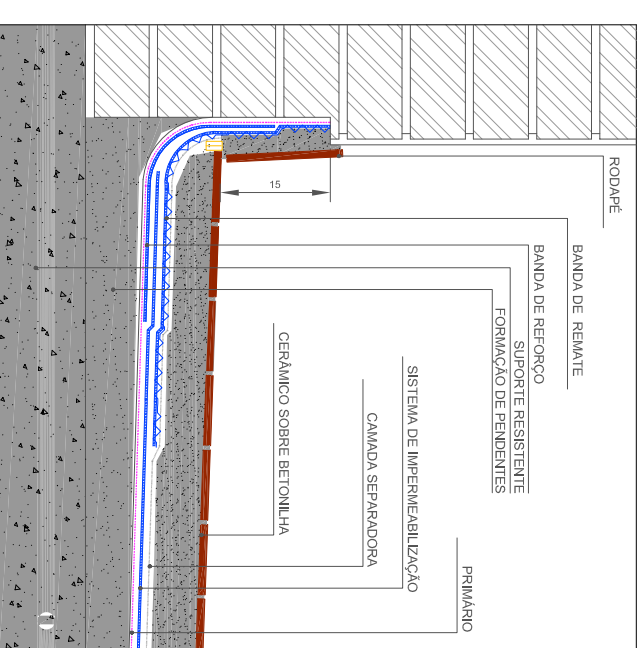 RODAPÉ
BANDA DE REMATE
BANDA DE REFORÇO
SUPORTE RESISTENTE
FORMAÇÃO DE PENDENTES
SISTEMA DE IMPERMEABILIZAÇÃO
CAMADA SEPARADORA
CERÂMICO SOBRE BETONILHA
PRIMÁRIO
15